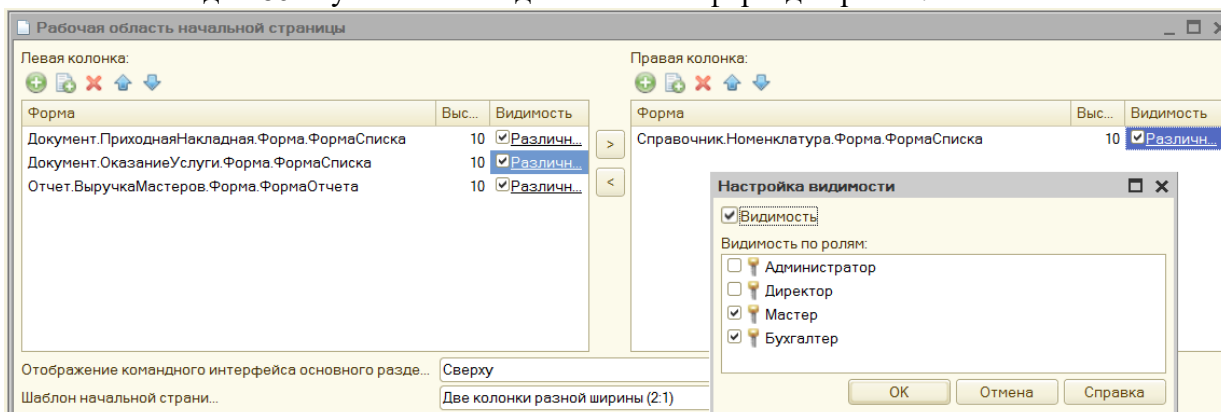 Рабочая область начальной страницы
Левая колонка:
Правая колонка:
Форма Выс... Видимость
Форма Выс... Видимость
Документ.ПриходнаяНакладная.Форма.ФормаСписка 10 Различн...
Справочник.Номенклатура.Форма.ФормаСписка 10 Различн...
Документ.ОказаниеУслуги.Форма.ФормаСписка 10 Различн...
Отчет.ВыручкаМастеров.Форма.ФормаОтчета 10 Различн...
>
<
Настройка видимости
Видимость
Видимость по ролям:
Администратор
Директор
Мастер
Бухгалтер
OK Отмена Справка
Отображение командного интерфейса основного разде... Сверху
Шаблон начальной страни... Две колонки разной ширины (2:1)